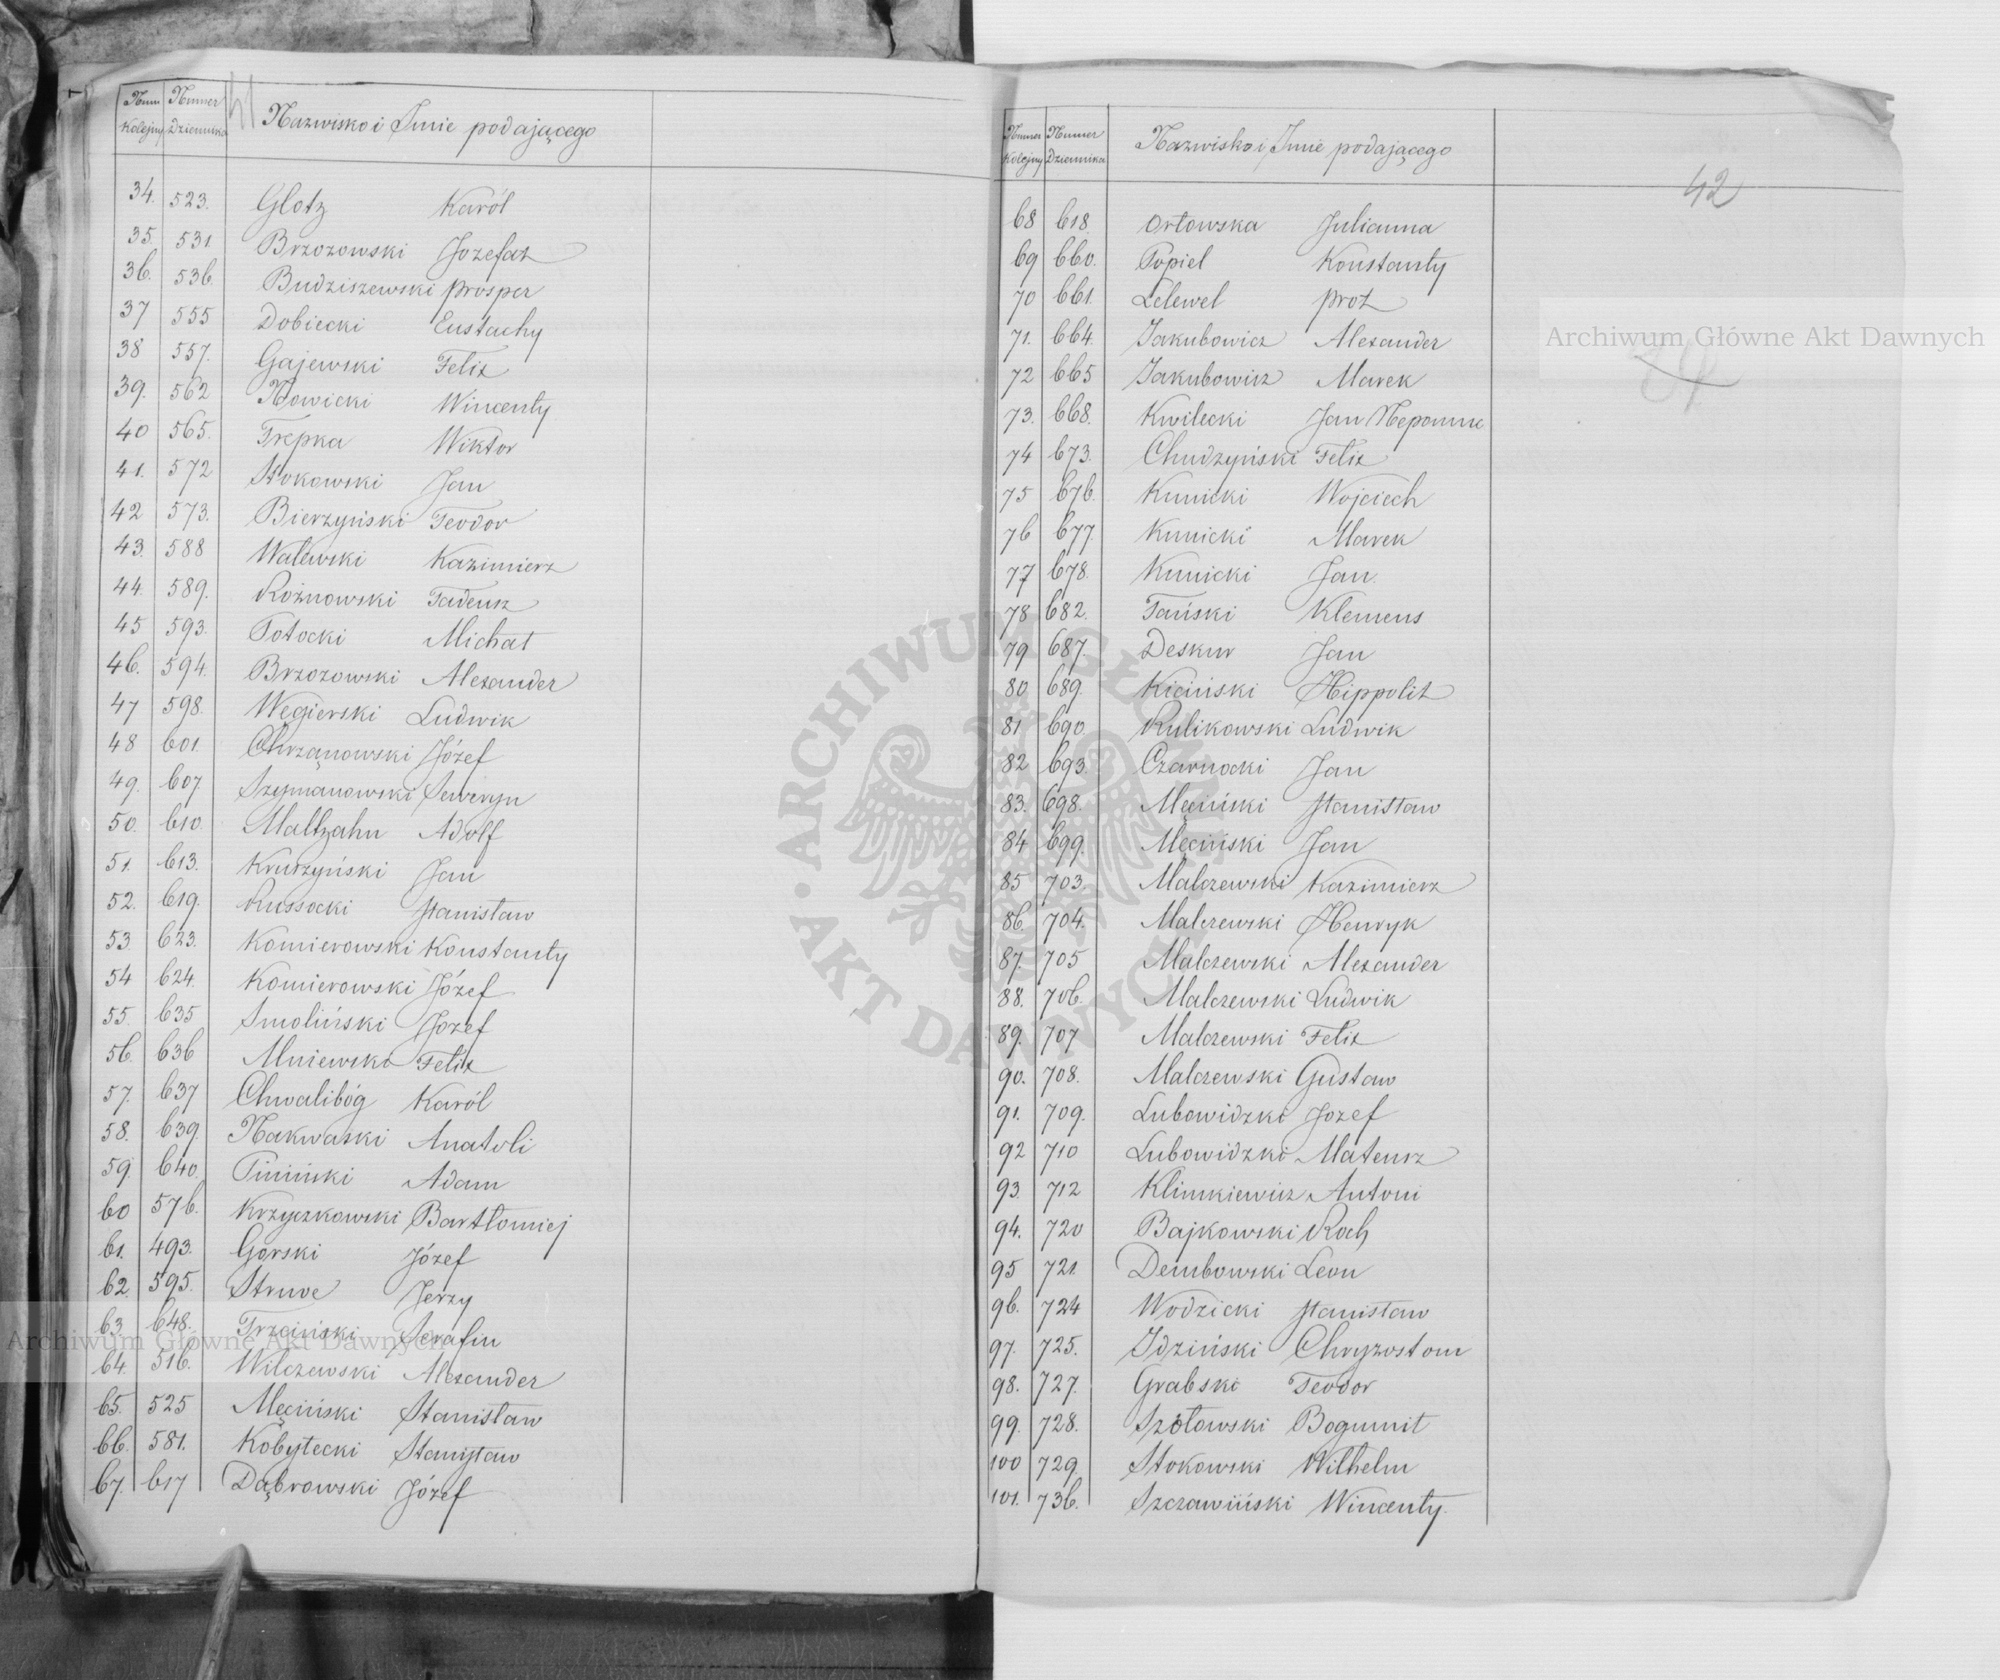 41
Num Kolejny Numer Dziennika Nazwisko i Imie podającego
34. 523. Glotz Karól
35. 531. Brzozowski Jozefat
36. 536. Budziszewski Prosper
37 555 Dobiecki Eustachy
38 557. Gajewski Felix
39. 562 Nowicki Wincenty
40 565. Trepka Wiktor
41. 572 Stokowski Jan
42 573. Bierzyński Teodor
43. 588 Walewski Kazimierz
44. 589. Rożnowski Tadeusz
45 593. Potocki Michał
46. 594. Brzozowski Alexander
47 598. Węgierski Ludwik
48 601. Chrzanowski Józef
49. 607 Szymanowski Seweryn
50. 610. Maltzahn Adolf
51. 613. Kruszyński Jan
52. 619. Russocki Stanisław
53 623. Komierowski Konstanty
54 624. Komierowski Józef
55. 635 Smoliński Jozef
56. 636 Mniewski Felix
57. 637 Chwalibóg Karól
58. 639. Nakwaski Anatoli
59. 640. Pininski Adam
60 576. Krzyczkowski Bartłomiej
61. 493. Gorski Józef
62. 595. Struve Jerzy
63. 648. Trzciński Serafin
64. 516. Wilczewski Alexander
65. 525 Męciński Stanisław
66. 581. Kobyłecki Stanisław
67. 617 Dąbrowski Józef
42
Numer Kolejny Numer Dziennika Nazwisko i Imie podającego
68 618. Orłowska Julianna
69 660. Popiel Konstanty
70 661. Lelewel Prot
71. 664. Jakubowicz Alexander
72 665 Jakubowicz Marek
73. 668. Kwilecki Jan Nepomuc
74 673. Chudzyński Felix
75 676. Kunicki Wojciech
76 677. Kunicki Marek
77 678. Kunicki Jan.
78 682. Tański Klemens
79 687. Deskur Jan
80 689. Kiciński Hippolit
81. 690. Kulikowski Ludwik
82 693. Czarnocki Jan
83. 698. Męciński Stanisław
84 699. Męciński Jan
85 703. Malczewski Kazimierz
86. 704. Malczewski Henryk
87. 705 Malczewski Alexander
88. 706. Malczewski Ludwik
89. 707 Malczewski Felix
90. 708. Malczewski Gustaw
91. 709. Lubowidzki Jozef
92 710 Lubowidzki Mateusz
93. 712 Klimkiewicz Antoni
94. 720 Bajkowski Roch
95 721. Dembowski Leon
96. 724 Wodzicki Stanisław
97. 725. Idziński Chryzostom
98. 727. Grabski Teodor
99. 728. Szołowski Bogumił
100 729. Stokowski Wilhelm
101. 736. Szczawiński Wincenty.
Archiwum Główne Akt Dawnych
ARCHIWUM GŁÓWNE · AKT DAWNYCH ·
Archiwum Główne Akt Dawnych